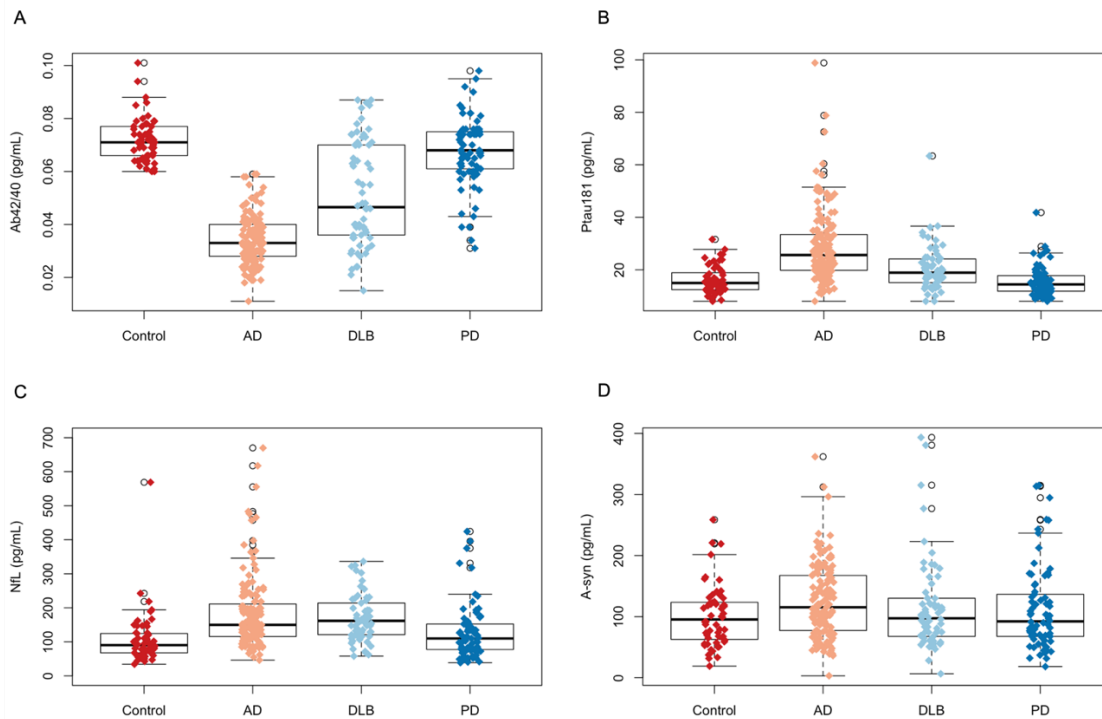 A
B
Ab42/40 (pg/mL)
0.10
0.08
0.06
0.04
0.02
Control AD DLB PD
Ptau181 (pg/mL)
100
80
60
40
20
Control AD DLB PD
C
D
NfL (pg/mL)
700
600
500
400
300
200
100
0
Control AD DLB PD
A-syn (pg/mL)
400
300
200
100
0
Control AD DLB PD